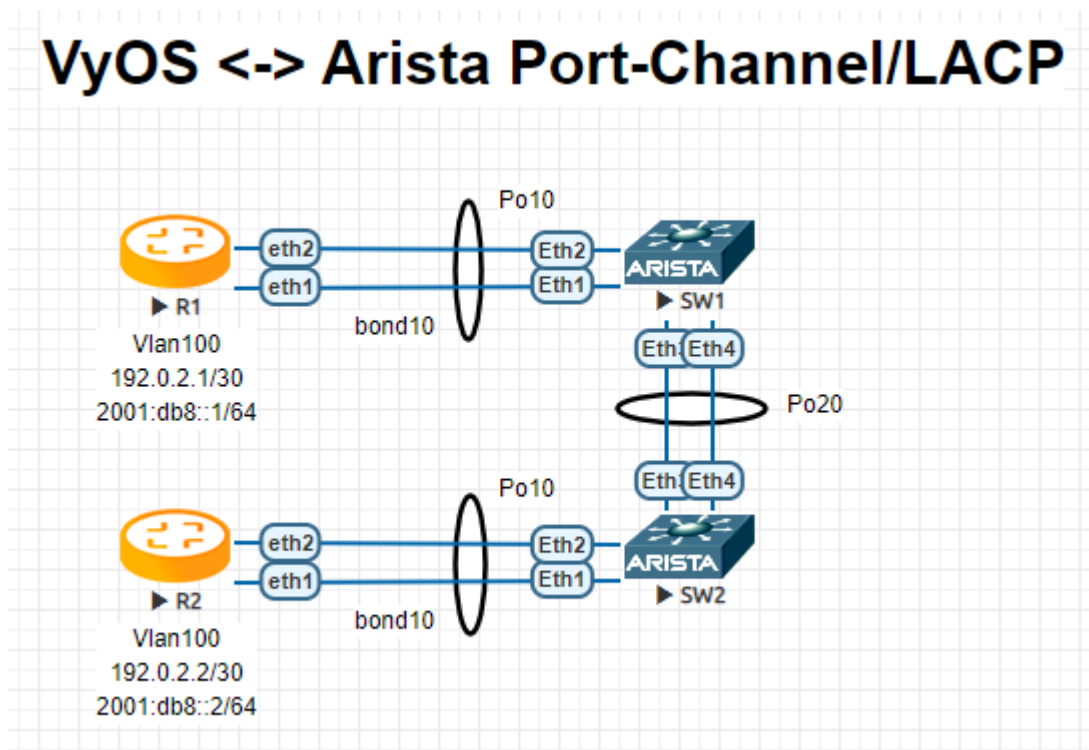 VyOS <-> Arista Port-Channel/LACP
Po10
eth2
Eth2
eth1
Eth1
ARISTA
R1
SW1
bond10
Vlan100
192.0.2.1/30
2001:db8::1/64
Eth
Eth4
Po20
Eth
Eth4
Po10
eth2
Eth2
eth1
Eth1
ARISTA
R2
SW2
bond10
Vlan100
192.0.2.2/30
2001:db8::2/64